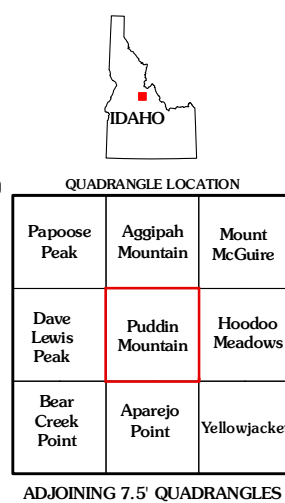 IDAHO
QUADRANGLE LOCATION
Papoose Peak
Aggipah Mountain
Mount McGuire
Dave Lewis Peak
Puddin Mountain
Hoodoo Meadows
Bear Creek Point
Aparejo Point
Yellowjacket
ADJOINING 7.5' QUADRANGLES